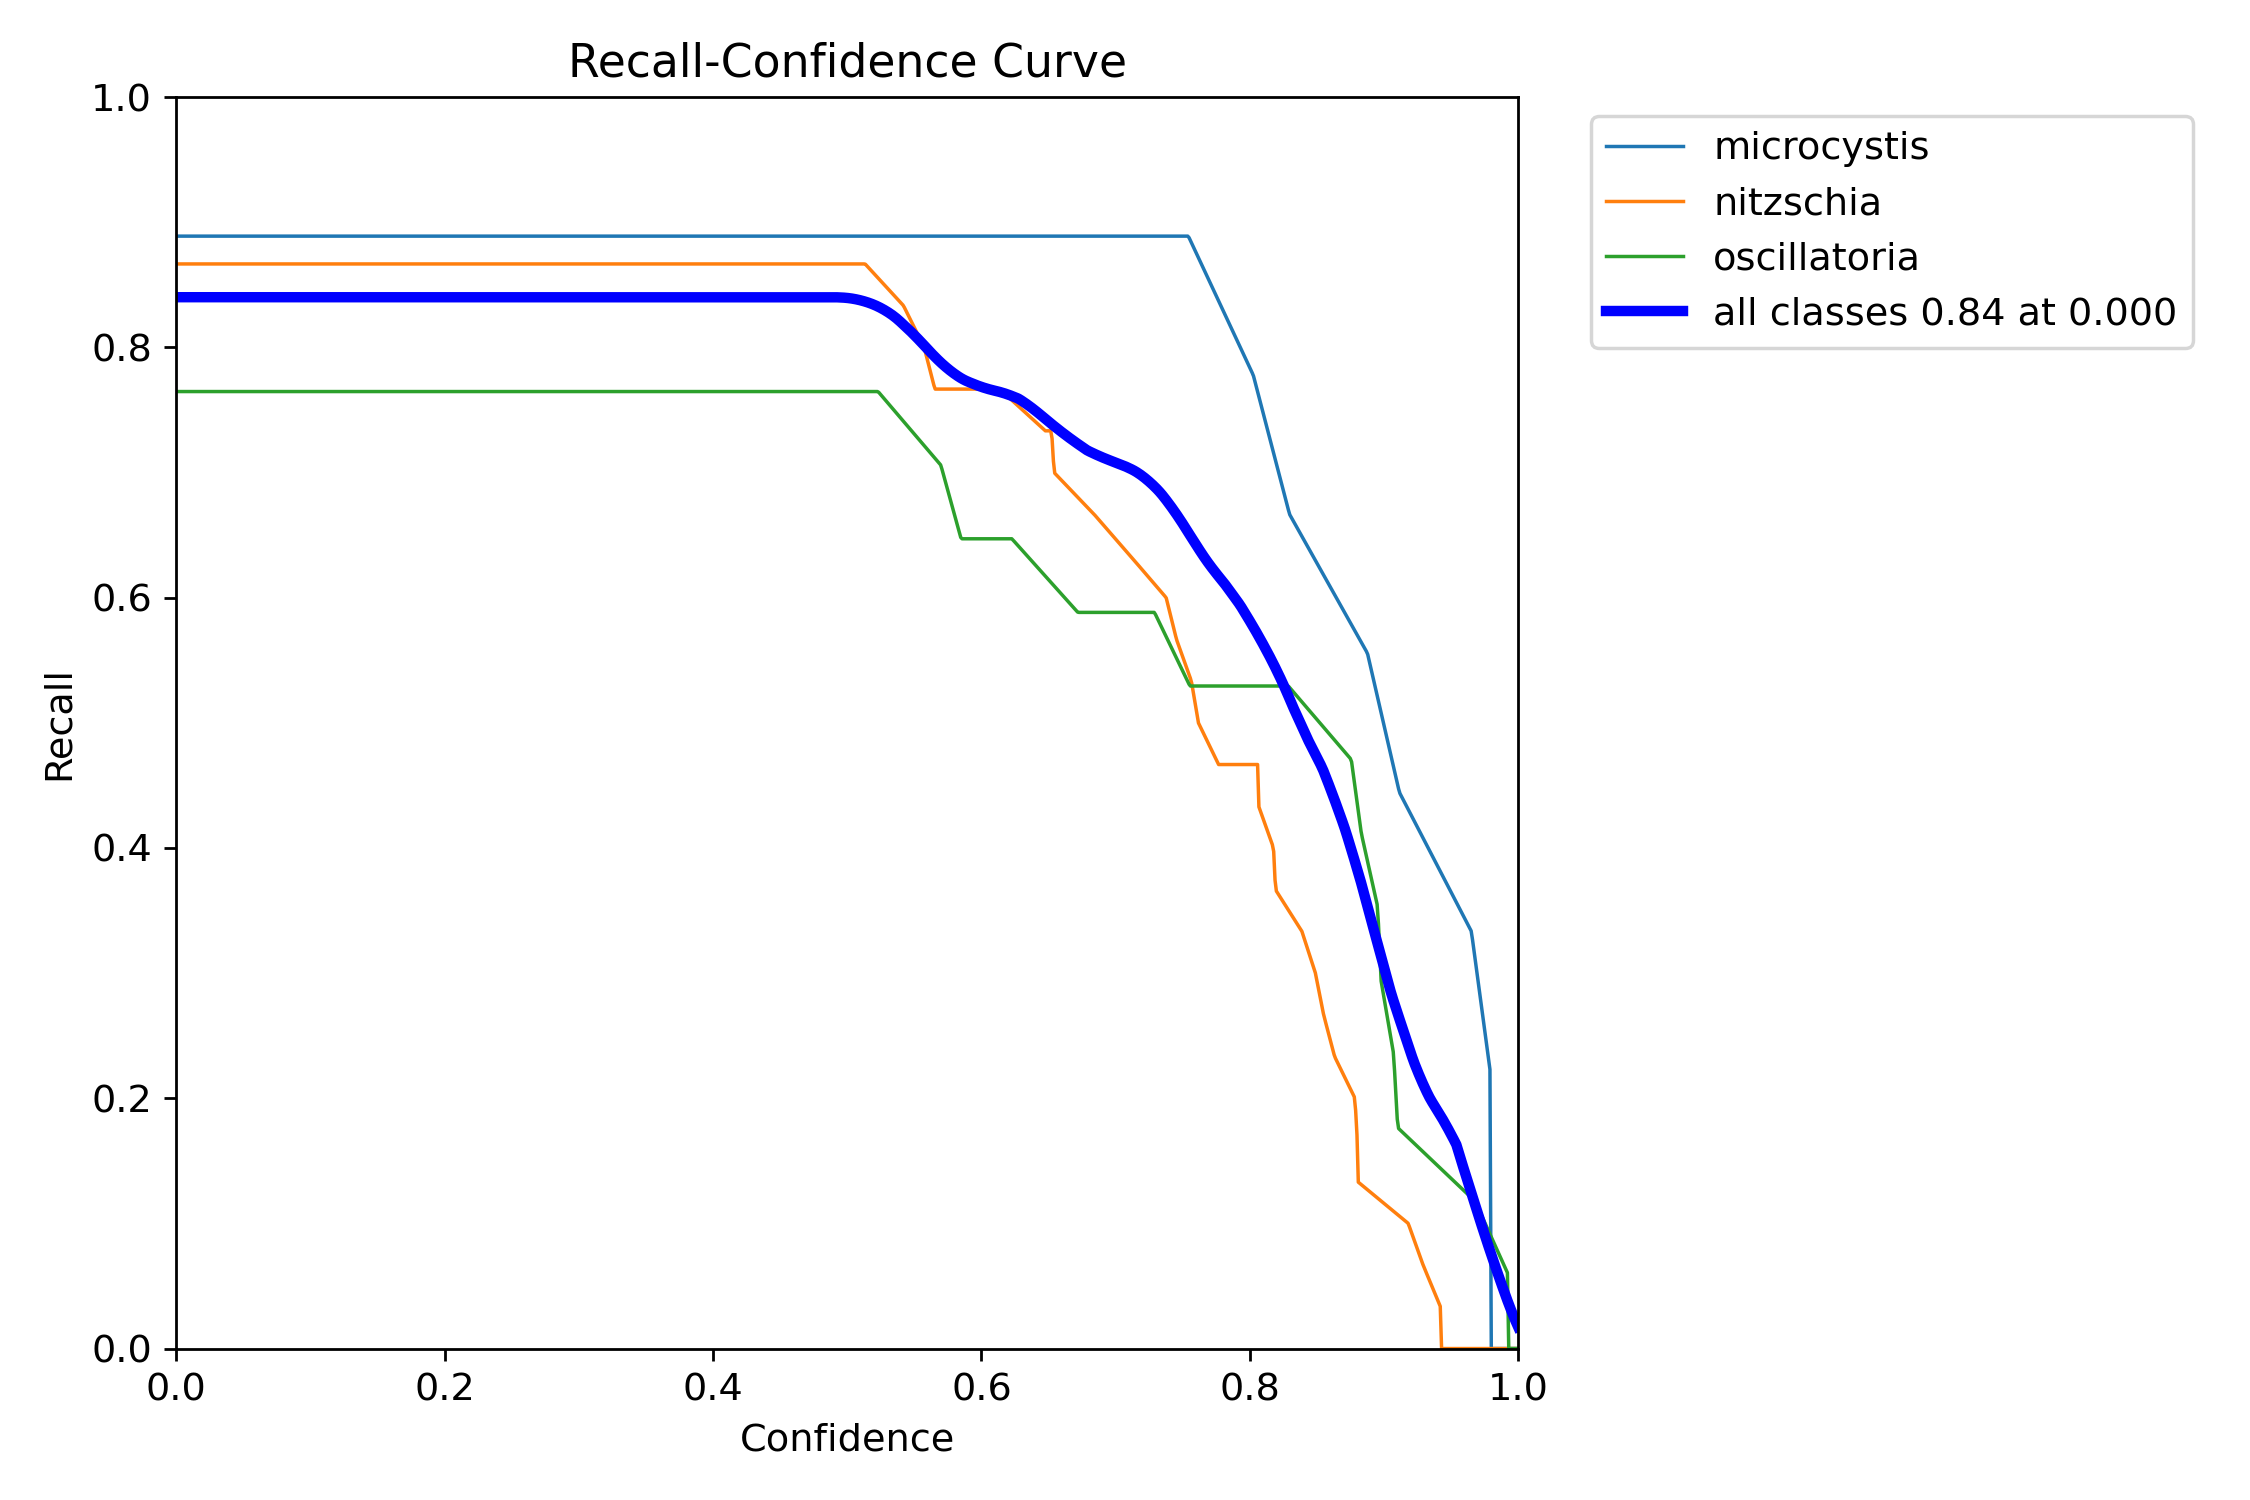 Recall-Confidence Curve
1.0
0.8
0.6
0.4
0.2
0.0
Recall
0.0 0.2 0.4 0.6 0.8 1.0
Confidence
microcystis
nitzschia
oscillatoria
all classes 0.84 at 0.000